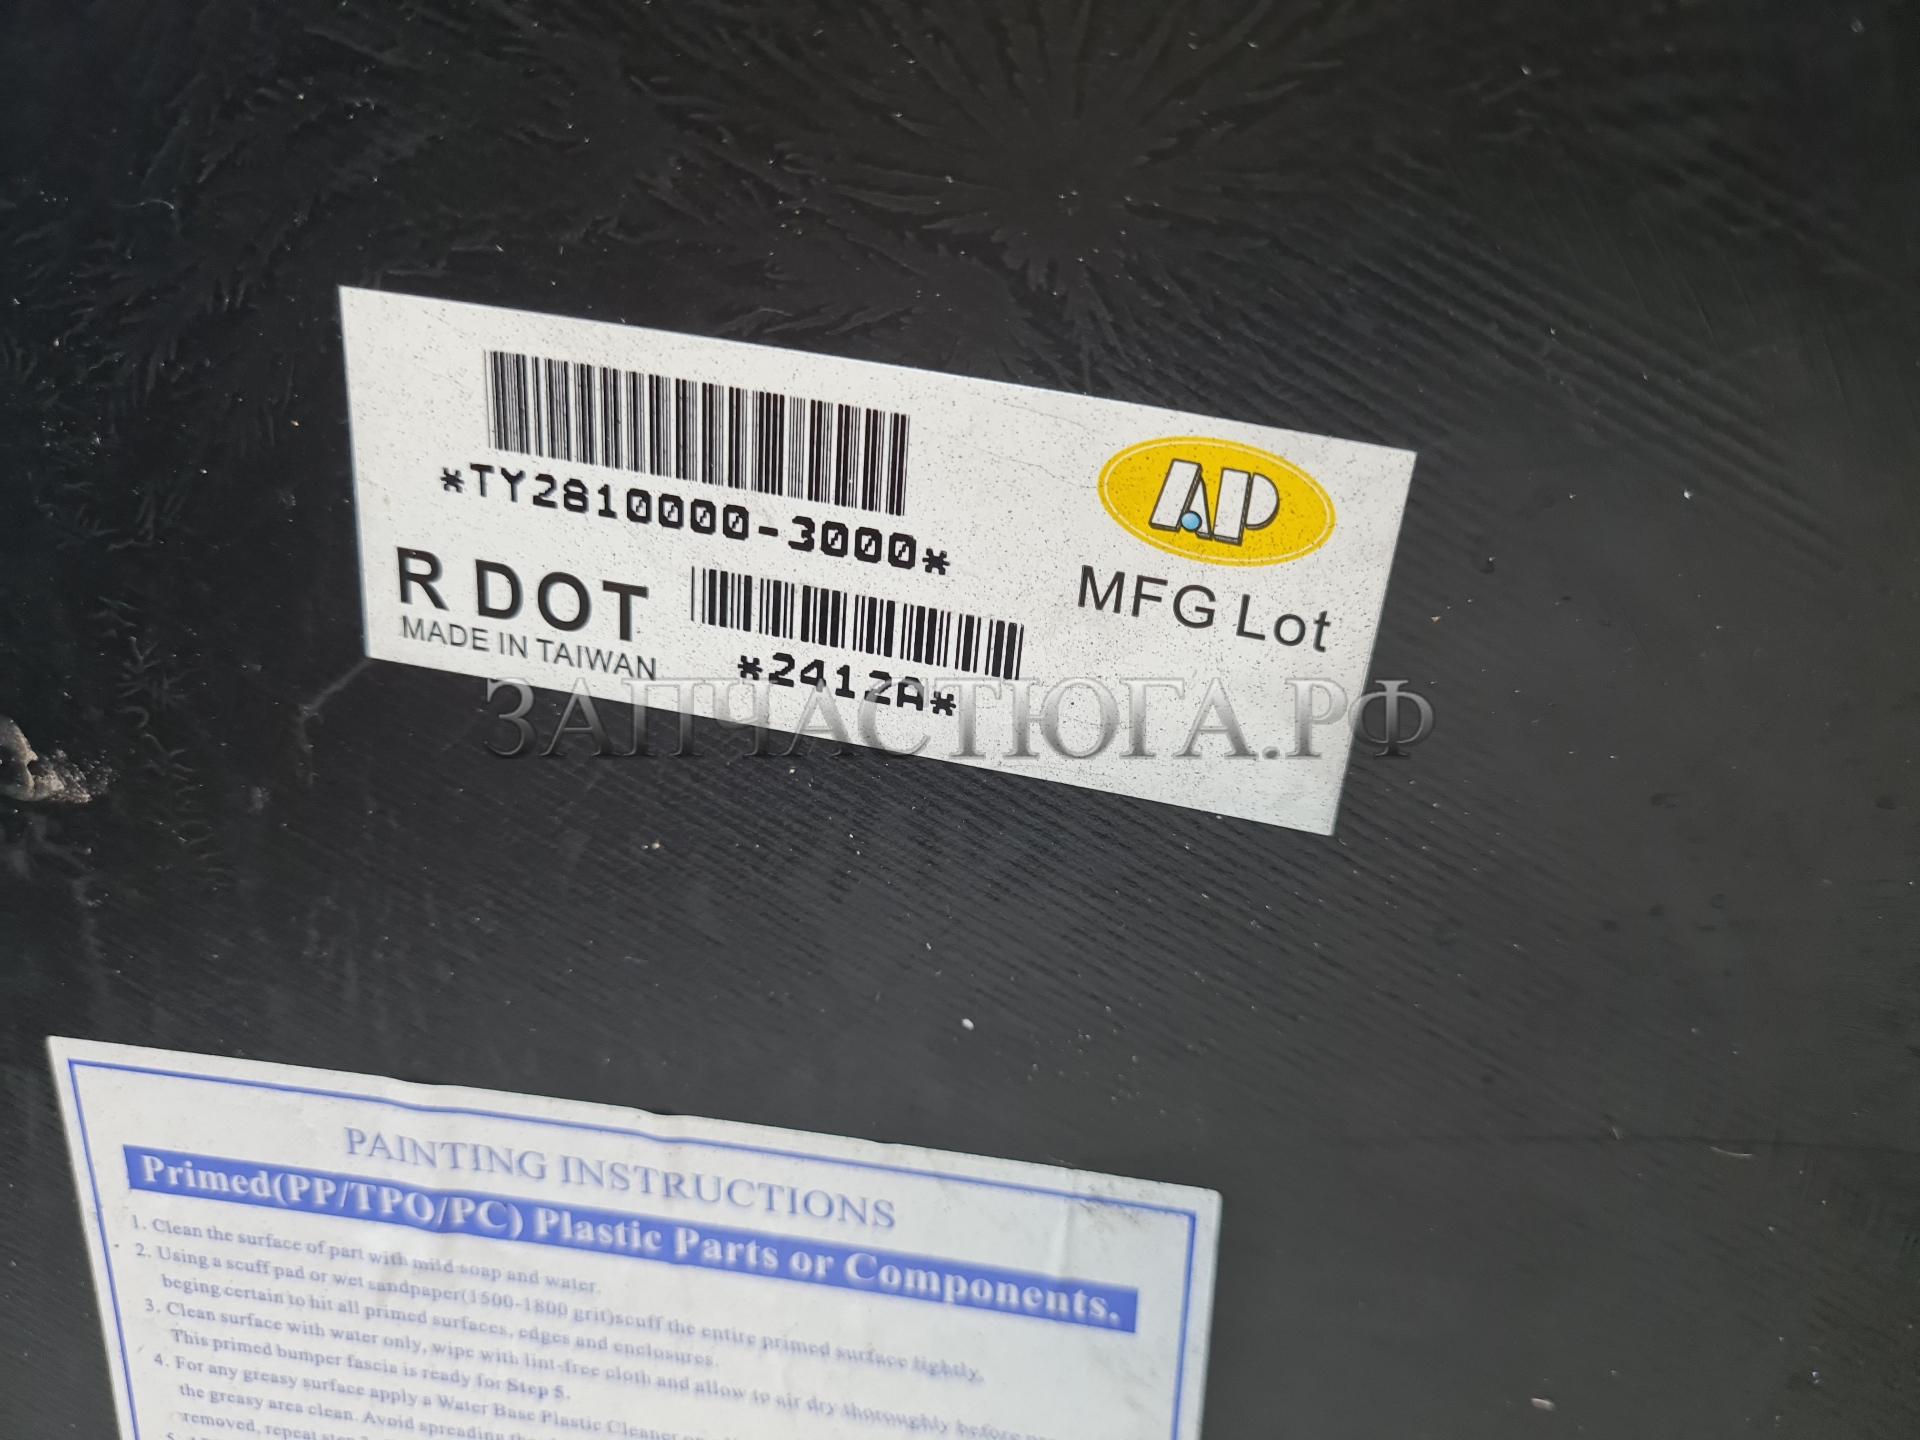 *TY2810000-3000*
AP
R DOT
MFG Lot
MADE IN TAIWAN
*2412A*
ЗАПЧАСТЮГА.РФ
PAINTING INSTRUCTIONS
Primed(PP/TPO/PC) Plastic Parts or Components.
1. Clean the surface of part with mild soap and water.
2. Using a scuff pad or wet sandpaper(1500-1800 grit)scuff the entire primed surface lightly,
beging certain to hit all primed surfaces, edges and enclosures.
3. Clean surface with water only, wipe with lint-free cloth and allow to air dry thoroughly before
This primed bumper fascia is ready for Step 5.
4. For any greasy surface apply a Water Base Plastic Cleaner
the greasy area clean. Avoid spreading
removed, repeat